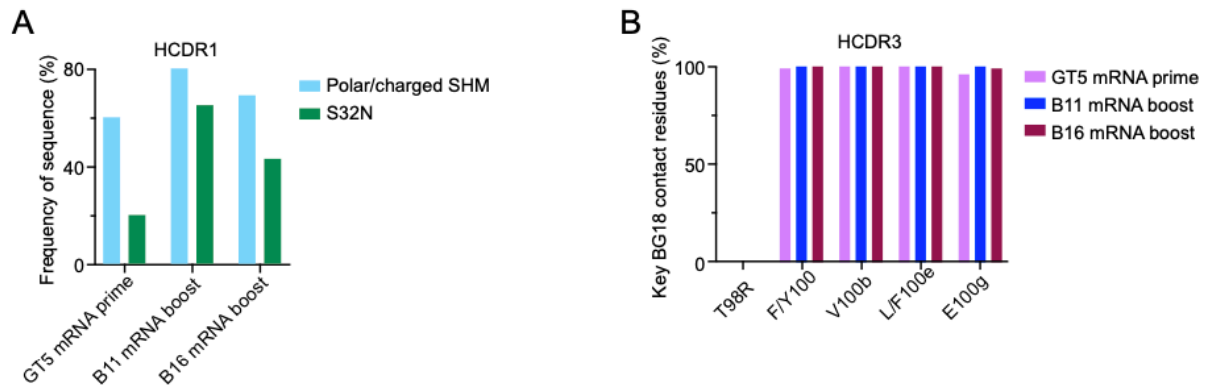 A
HCDR1
Frequency of sequence (%)
80
40
0
GT5 mRNA prime
B11 mRNA boost
B16 mRNA boost
Polar/charged SHM
S32N
B
HCDR3
Key BG18 contact residues (%)
100
50
0
T98R
F/Y100
V100b
L/F100e
E100g
GT5 mRNA prime
B11 mRNA boost
B16 mRNA boost